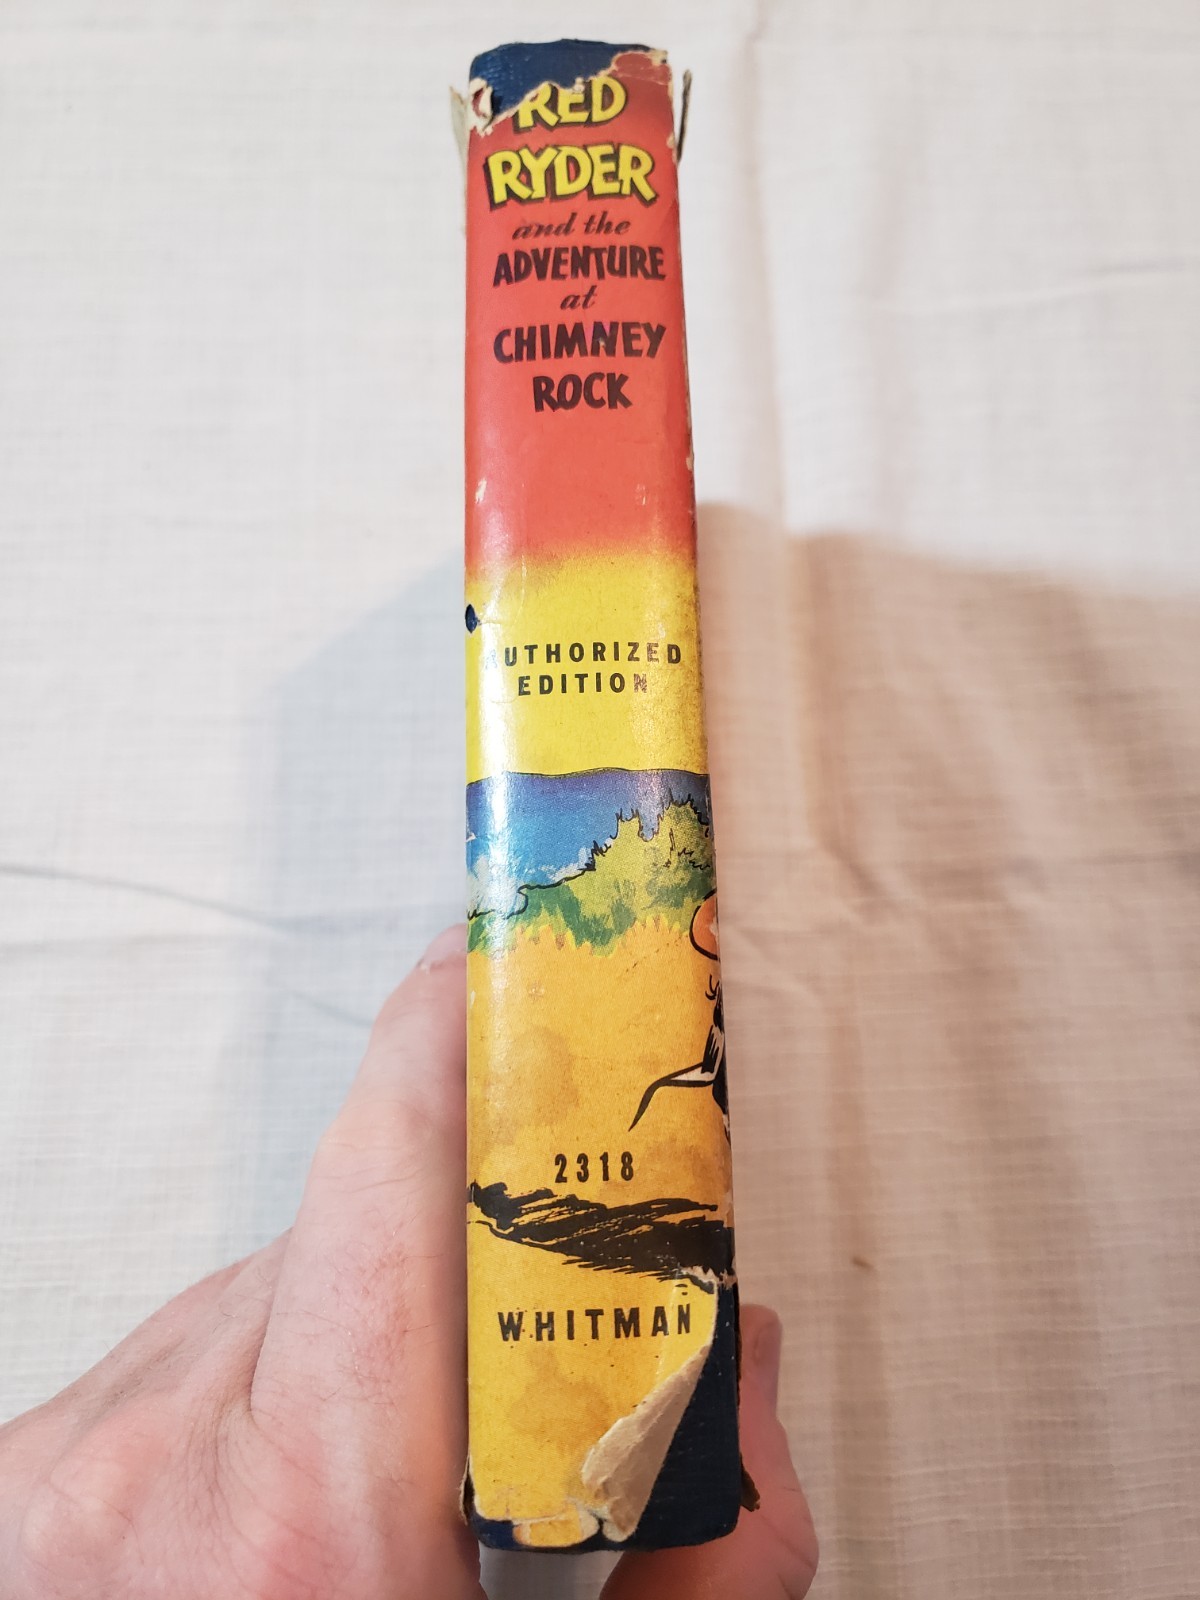 RED
RYDER
and the
ADVENTURE
at
CHIMNEY
ROCK
AUTHORIZED
EDITION
2318
WHITMAN